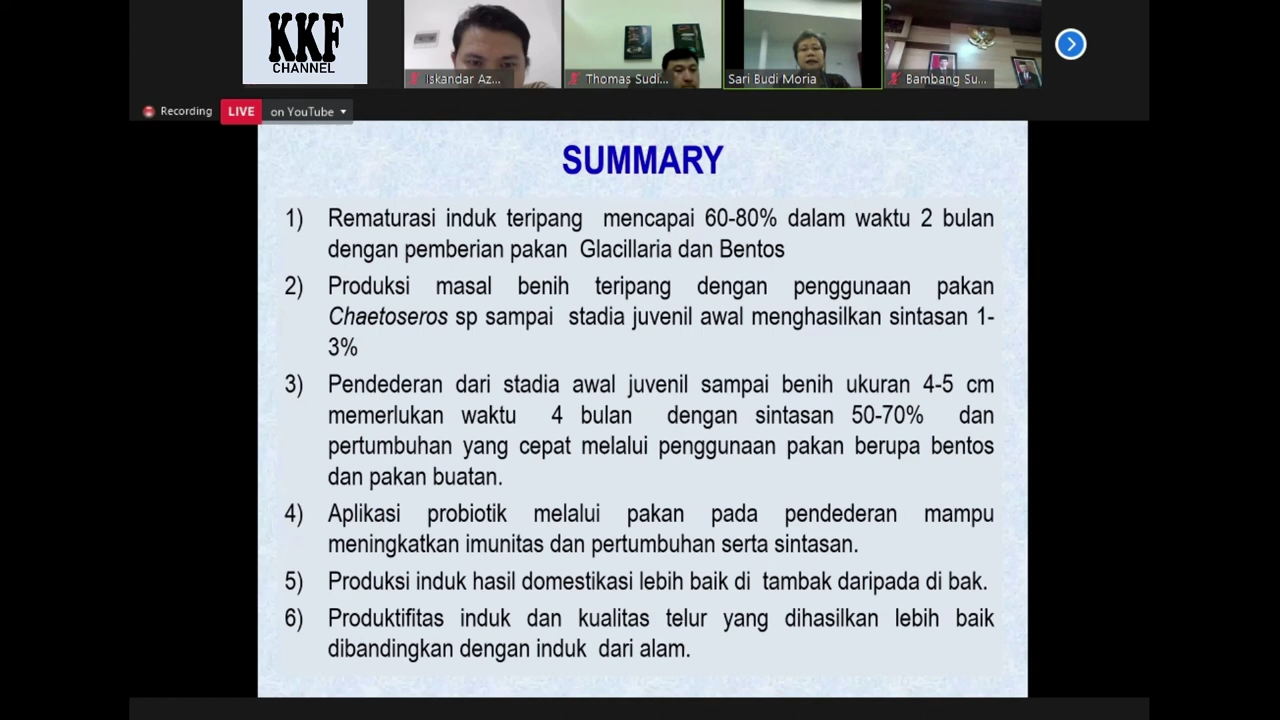 KKF
CHANNEL
Iskandar Az...
Thomas Sudi...
Sari Budi Moria
Bambang Su...
Recording
LIVE
on YouTube
SUMMARY
1) Rematurasi induk teripang mencapai 60-80% dalam waktu 2 bulan
dengan pemberian pakan Glacillaria dan Bentos
2) Produksi masal benih teripang dengan penggunaan pakan
Chaetoseros sp sampai stadia juvenil awal menghasilkan sintasan 1-
3%
3) Pendederan dari stadia awal juvenil sampai benih ukuran 4-5 cm
memerlukan waktu 4 bulan dengan sintasan 50-70% dan
pertumbuhan yang cepat melalui penggunaan pakan berupa bentos
dan pakan buatan.
4) Aplikasi probiotik melalui pakan pada pendederan mampu
meningkatkan imunitas dan pertumbuhan serta sintasan.
5) Produksi induk hasil domestikasi lebih baik di tambak daripada di bak.
6) Produktifitas induk dan kualitas telur yang dihasilkan lebih baik
dibandingkan dengan induk dari alam.